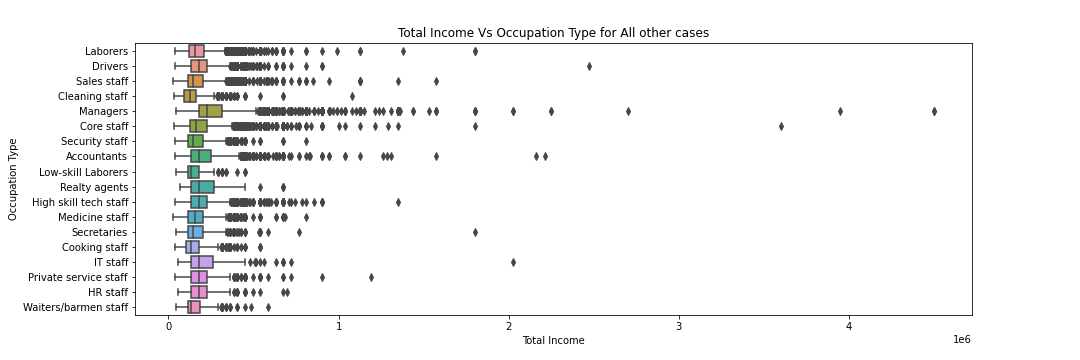 Total Income Vs Occupation Type for All other cases
Occupation Type
Laborers
Drivers
Sales staff
Cleaning staff
Managers
Core staff
Security staff
Accountants
Low-skill Laborers
Realty agents
High skill tech staff
Medicine staff
Secretaries
Cooking staff
IT staff
Private service staff
HR staff
Waiters/barmen staff
0 1 2 3 4
1e6
Total Income